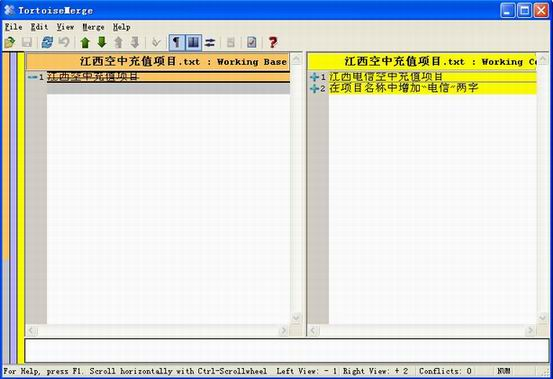 TortoiseMerge
File Edit View Merge Help
江西空中充值项目.txt : Working Base
江西空中充值项目.txt : Working Co
1 江西空中充值项目
1 江西电信空中充值项目
2 在项目名称中增加“电信”两字
For Help, press F1. Scroll horizontally with Ctrl-Scrollwheel Left View: - 1 Right View: + 2 Conflicts: 0 NUM